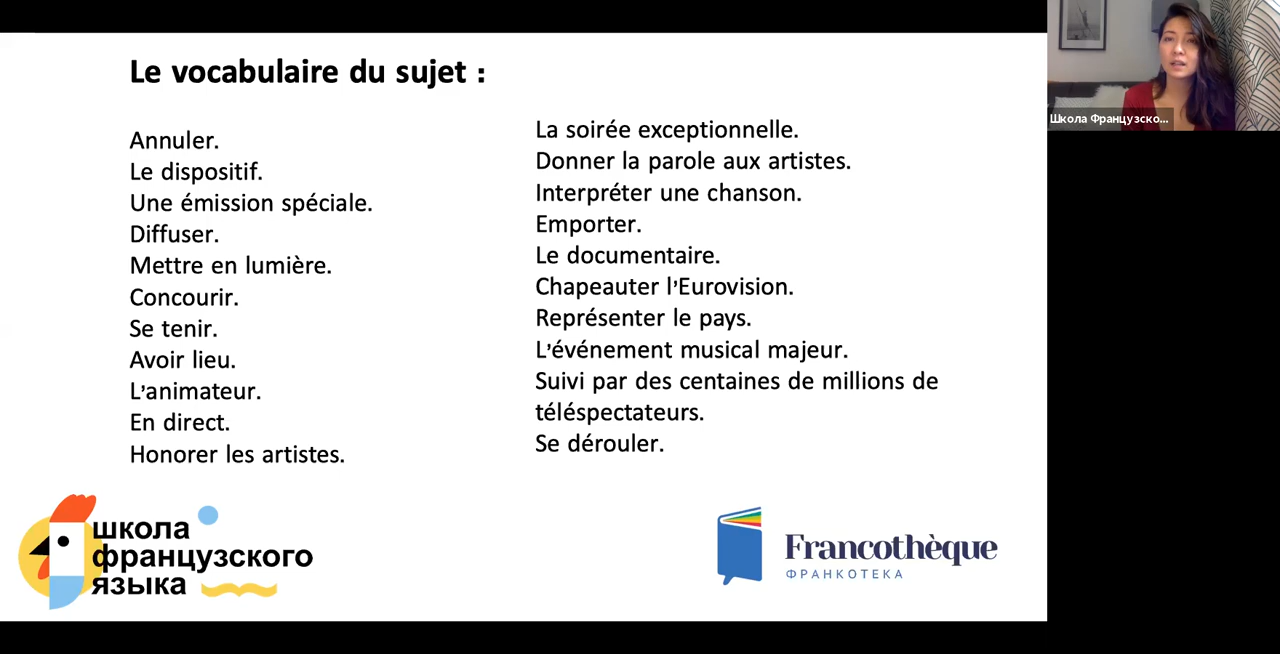 Le vocabulaire du sujet :
Annuler.
Le dispositif.
Une émission spéciale.
Diffuser.
Mettre en lumière.
Concourir.
Se tenir.
Avoir lieu.
L’animateur.
En direct.
Honorer les artistes.
La soirée exceptionnelle.
Donner la parole aux artistes.
Interpréter une chanson.
Emporter.
Le documentaire.
Chapeauter l’Eurovision.
Représenter le pays.
L’événement musical majeur.
Suivi par des centaines de millions de
téléspectateurs.
Se dérouler.
школа
французского
языка
Francothèque
ФРАНКОТЕКА
Школа Французско...